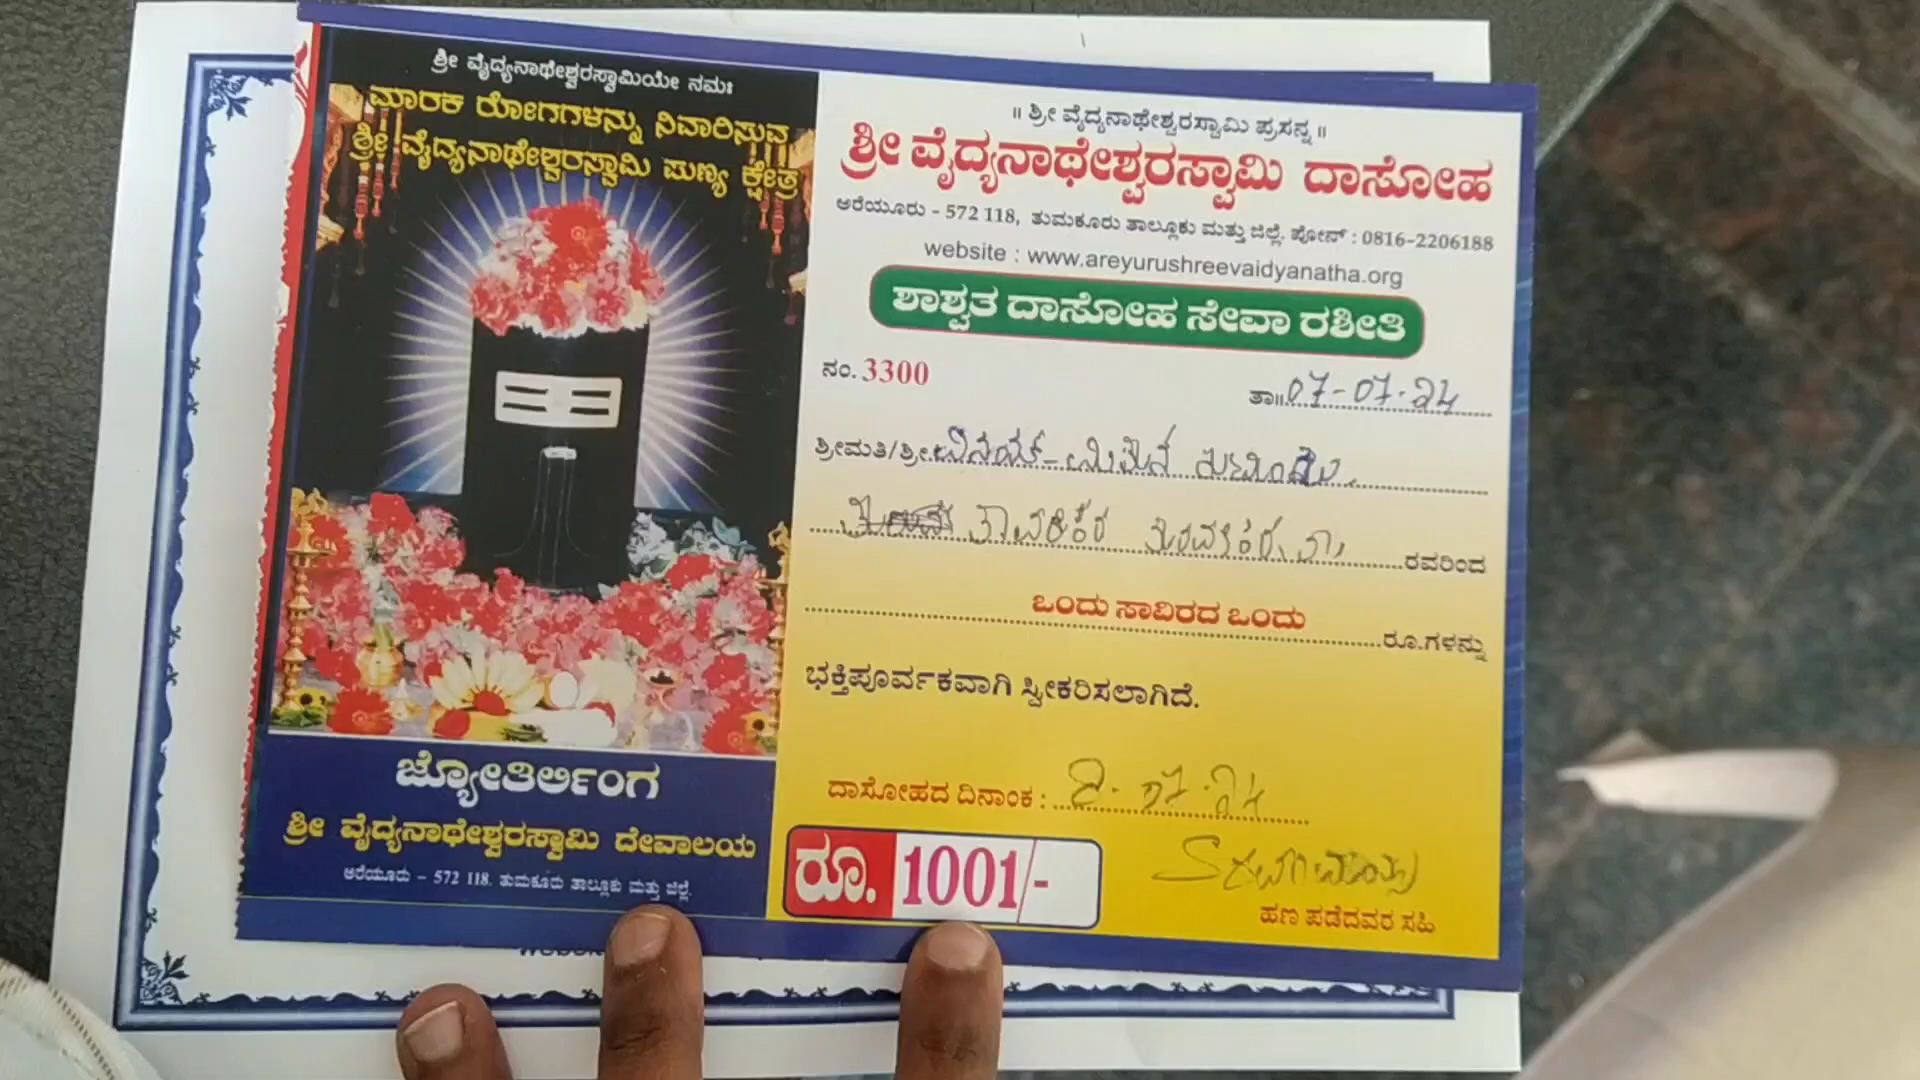 ಶ್ರೀ ವೈದ್ಯನಾಥೇಶ್ವರಸ್ವಾಮಿಯೇ ನಮಃ
ಮಾರಕ ರೋಗಗಳನ್ನು ನಿವಾರಿಸುವ
ಶ್ರೀ ವೈದ್ಯನಾಥೇಶ್ವರಸ್ವಾಮಿ ಪುಣ್ಯ ಕ್ಷೇತ್ರ
ಜ್ಯೋತಿರ್ಲಿಂಗ
ಶ್ರೀ ವೈದ್ಯನಾಥೇಶ್ವರಸ್ವಾಮಿ ದೇವಾಲಯ
ಅರೆಯೂರು - 572 118. ತುಮಕೂರು ತಾಲ್ಲೂಕು ಮತ್ತು ಜಿಲ್ಲೆ.
॥ ಶ್ರೀ ವೈದ್ಯನಾಥೇಶ್ವರಸ್ವಾಮಿ ಪ್ರಸನ್ನ ॥
ಶ್ರೀ ವೈದ್ಯನಾಥೇಶ್ವರಸ್ವಾಮಿ ದಾಸೋಹ
ಅರೆಯೂರು - 572 118, ತುಮಕೂರು ತಾಲ್ಲೂಕು ಮತ್ತು ಜಿಲ್ಲೆ. ಫೋನ್ : 0816-2206188
website : www.areyurushreevaidyanatha.org
ಶಾಶ್ವತ ದಾಸೋಹ ಸೇವಾ ರಶೀತಿ
ನಂ. 3300 ತಾ॥ 07-07-24
ಶ್ರೀಮತಿ/ಶ್ರೀ
ರವರಿಂದ
ಒಂದು ಸಾವಿರದ ಒಂದು ರೂ.ಗಳನ್ನು
ಭಕ್ತಿಪೂರ್ವಕವಾಗಿ ಸ್ವೀಕರಿಸಲಾಗಿದೆ.
ದಾಸೋಹದ ದಿನಾಂಕ :
ರೂ. 1001/-
ಹಣ ಪಡೆದವರ ಸಹಿ